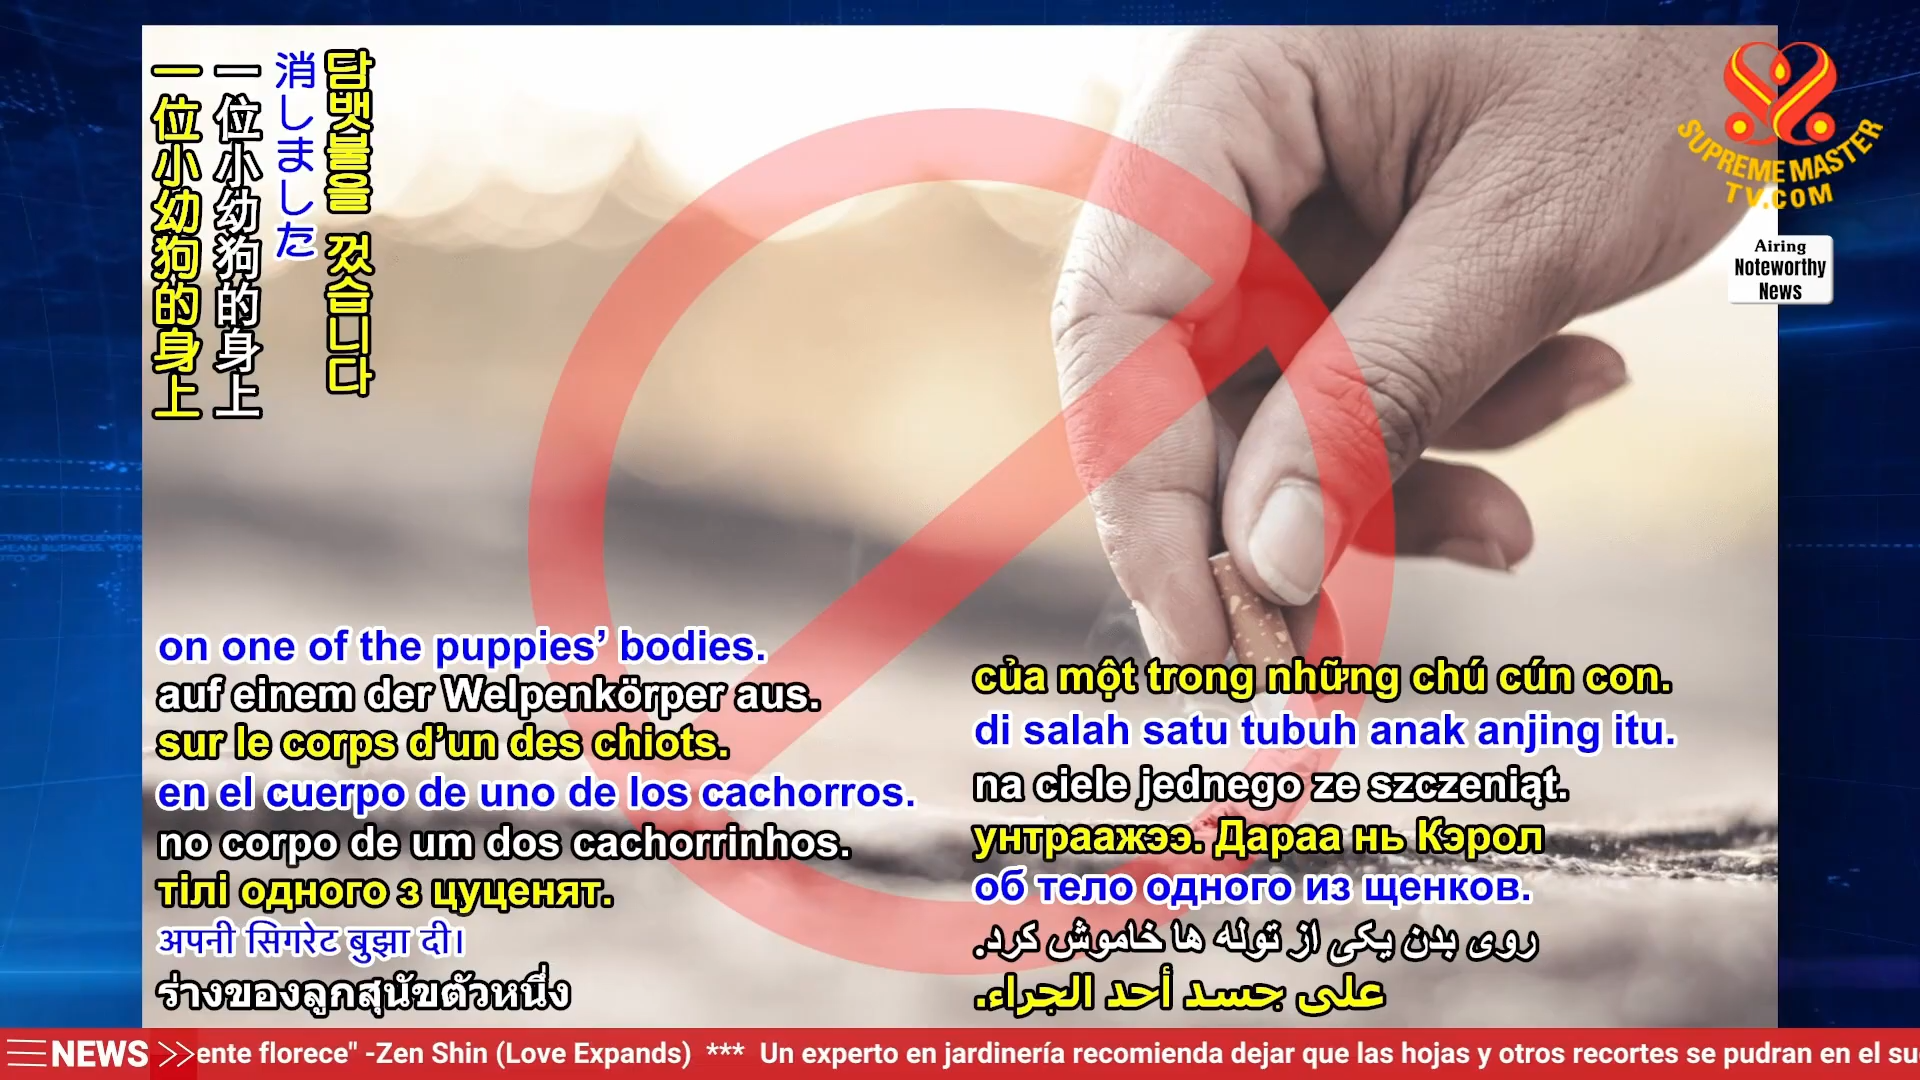 一位小幼狗的身上
一位小幼狗的身上
消しました
담뱃불을 껐습니다
SUPREME MASTER
TV.COM
Airing
Noteworthy
News
on one of the puppies’ bodies.
auf einem der Welpenkörper aus.
sur le corps d’un des chiots.
en el cuerpo de uno de los cachorros.
no corpo de um dos cachorrinhos.
тілі одного з цуценят.
अपनी सिगरेट बुझा दी।
ร่างของลูกสุนัขตัวหนึ่ง
của một trong những chú cún con.
di salah satu tubuh anak anjing itu.
na ciele jednego ze szczeniąt.
унтраажээ. Дараа нь Кэрол
об тело одного из щенков.
روی بدن یکی از توله ها خاموش کرد.
على جسد أحد الجراء.
NEWS
ente florece" -Zen Shin (Love Expands) *** Un experto en jardinería recomienda dejar que las hojas y otros recortes se pudran en el